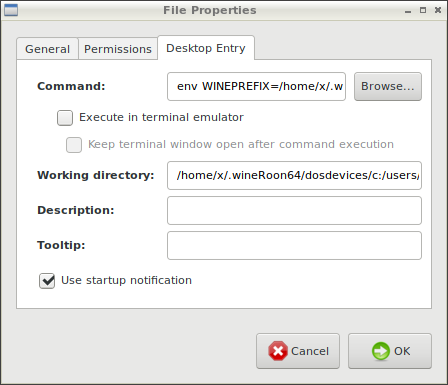 File Properties
General Permissions Desktop Entry
Command: env WINEPREFIX=/home/x/.w Browse...
Execute in terminal emulator
Keep terminal window open after command execution
Working directory: /home/x/.wineRoon64/dosdevices/c:/users/
Description:
Tooltip:
Use startup notification
Cancel OK